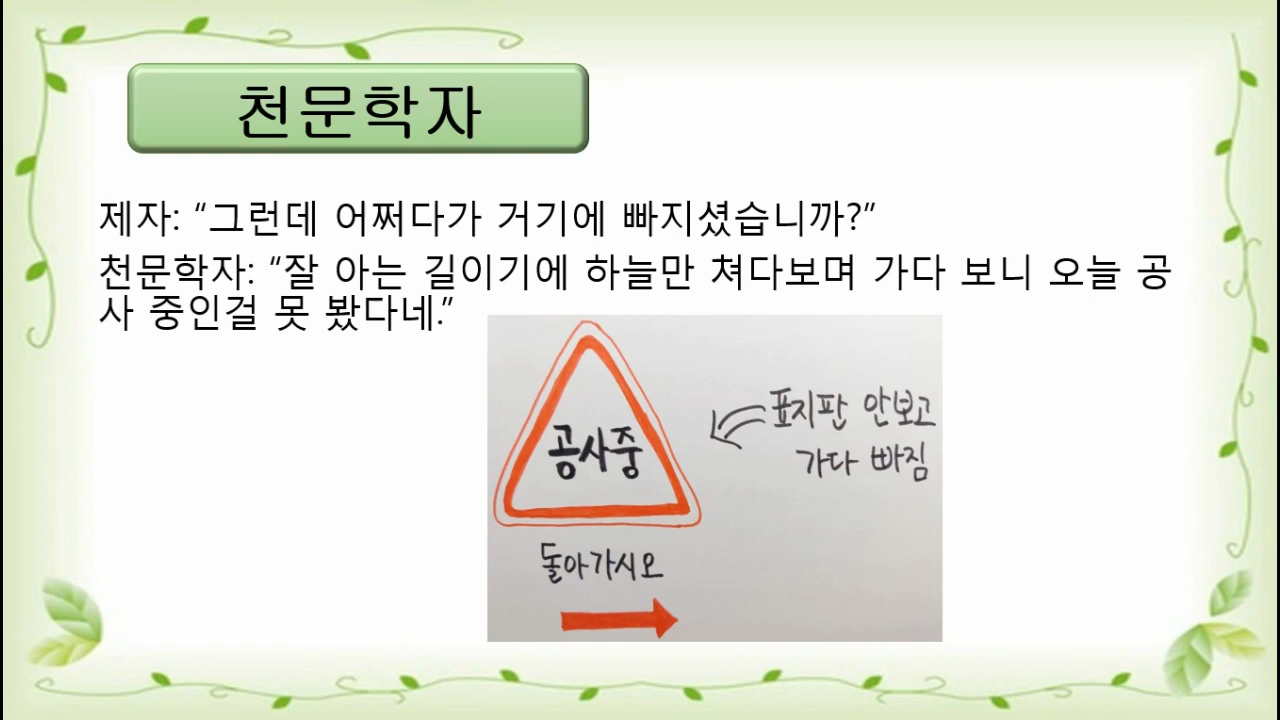 천문학자
제자: “그런데 어쩌다가 거기에 빠지셨습니까?”
천문학자: “잘 아는 길이기에 하늘만 쳐다보며 가다 보니 오늘 공
사 중인걸 못 봤다네.”
공사중
표지판 안보고
가다 빠짐
돌아가시오